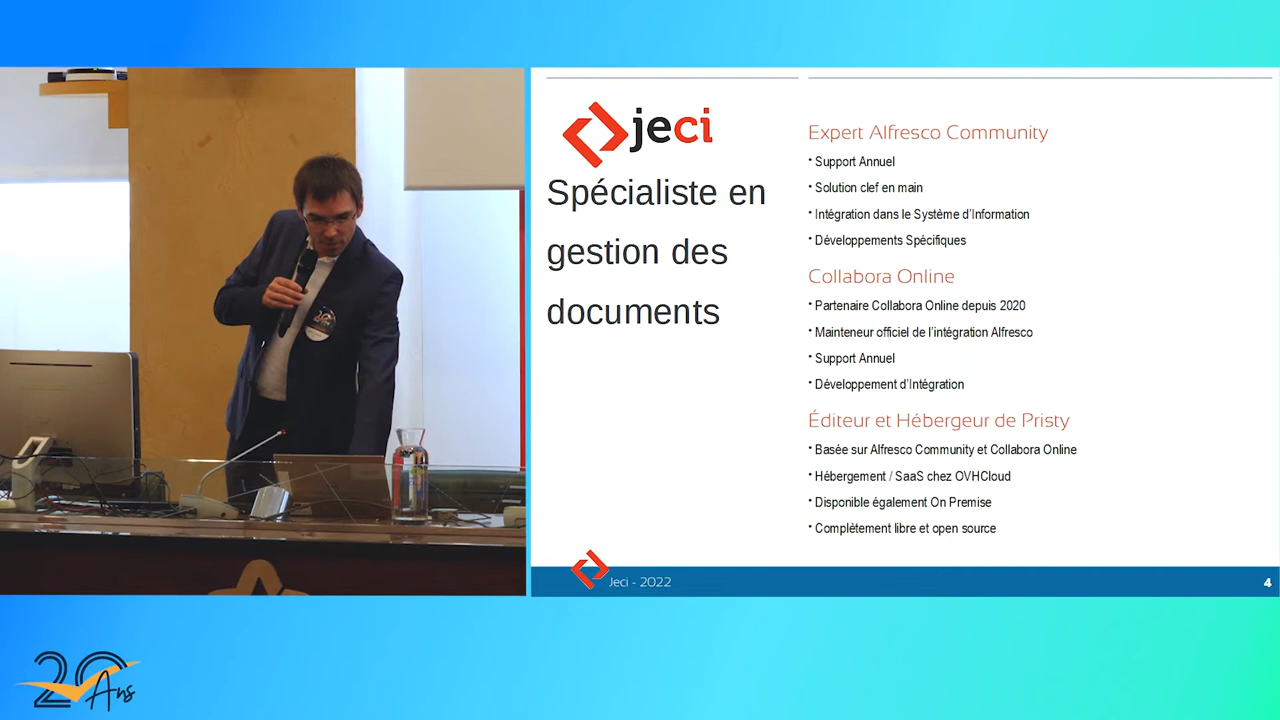 jeci
Spécialiste en
gestion des
documents
Expert Alfresco Community
• Support Annuel
• Solution clef en main
• Intégration dans le Système d'Information
• Développements Spécifiques
Collabora Online
• Partenaire Collabora Online depuis 2020
• Mainteneur officiel de l'intégration Alfresco
• Support Annuel
• Développement d'Intégration
Éditeur et Hébergeur de Pristy
• Basée sur Alfresco Community et Collabora Online
• Hébergement / SaaS chez OVHCloud
• Disponible également On Premise
• Complètement libre et open source
Jeci - 2022
4
20
Ans